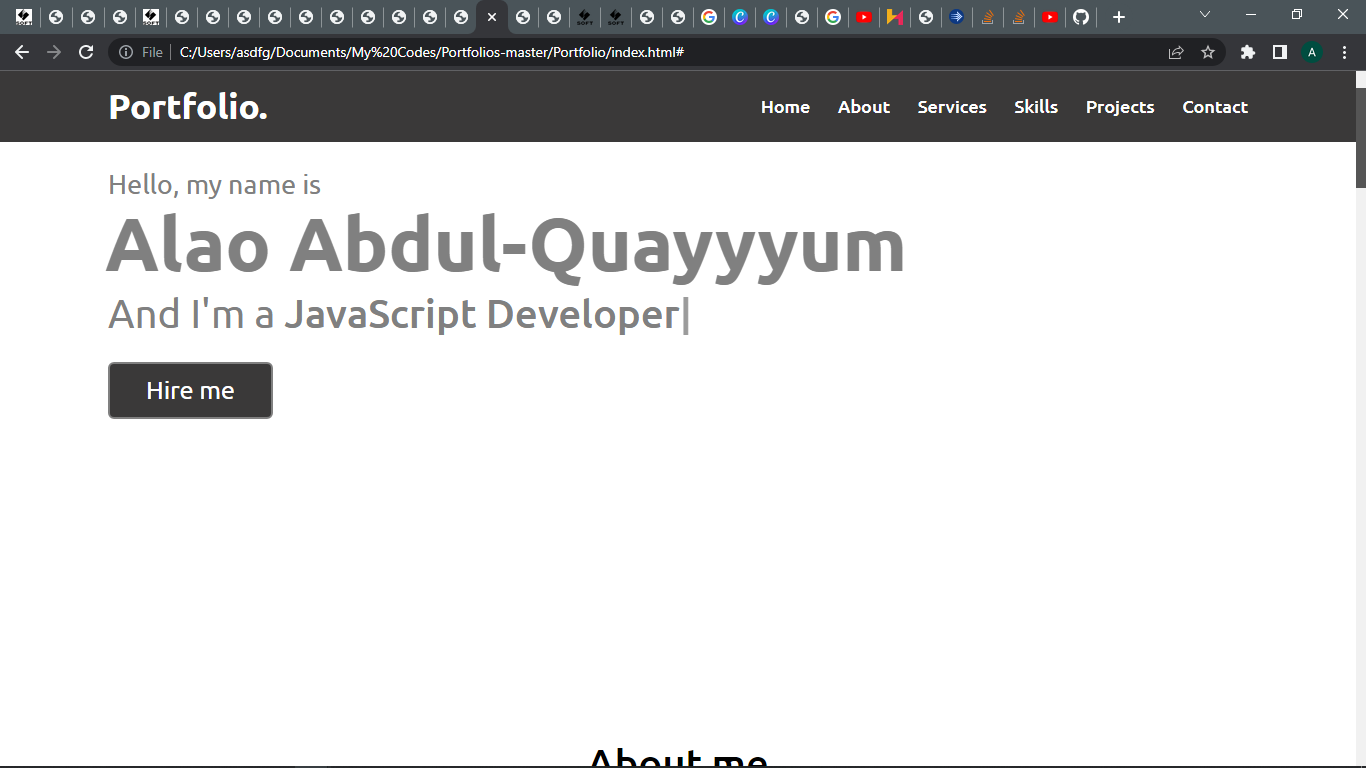 File
C:/Users/asdfg/Documents/My%20Codes/Portfolios-master/Portfolio/index.html#
A
Portfolio.
Home About Services Skills Projects Contact
Hello, my name is
Alao Abdul-Quayyyum
And I'm a JavaScript Developer|
Hire me
About me